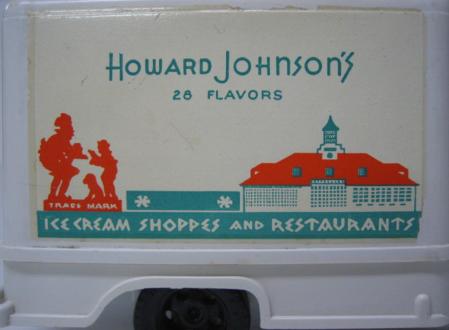 HOWARD JOHNSON'S
28 FLAVORS
TRADE MARK
ICE CREAM SHOPPES AND RESTAURANTS